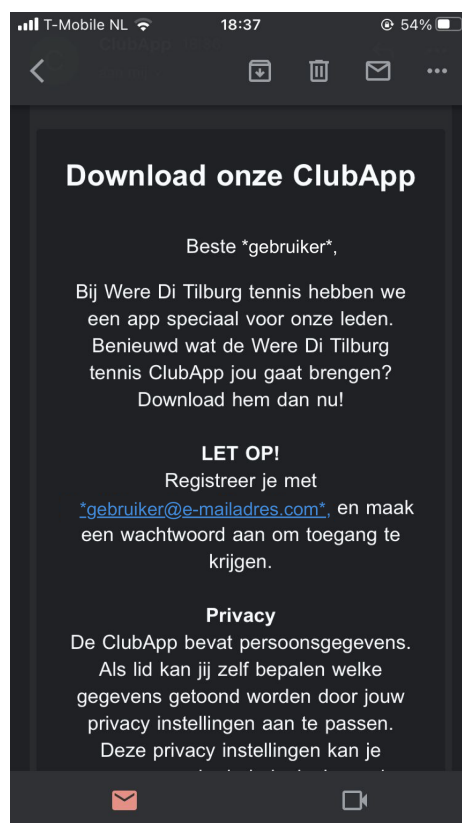 T-Mobile NL 18:37 54%
Download onze ClubApp
Beste *gebruiker*,
Bij Were Di Tilburg tennis hebben we
een app speciaal voor onze leden.
Benieuwd wat de Were Di Tilburg
tennis ClubApp jou gaat brengen?
Download hem dan nu!
LET OP!
Registreer je met
*gebruiker@e-mailadres.com*, en maak
een wachtwoord aan om toegang te
krijgen.
Privacy
De ClubApp bevat persoonsgegevens.
Als lid kan jij zelf bepalen welke
gegevens getoond worden door jouw
privacy instellingen aan te passen.
Deze privacy instellingen kan je